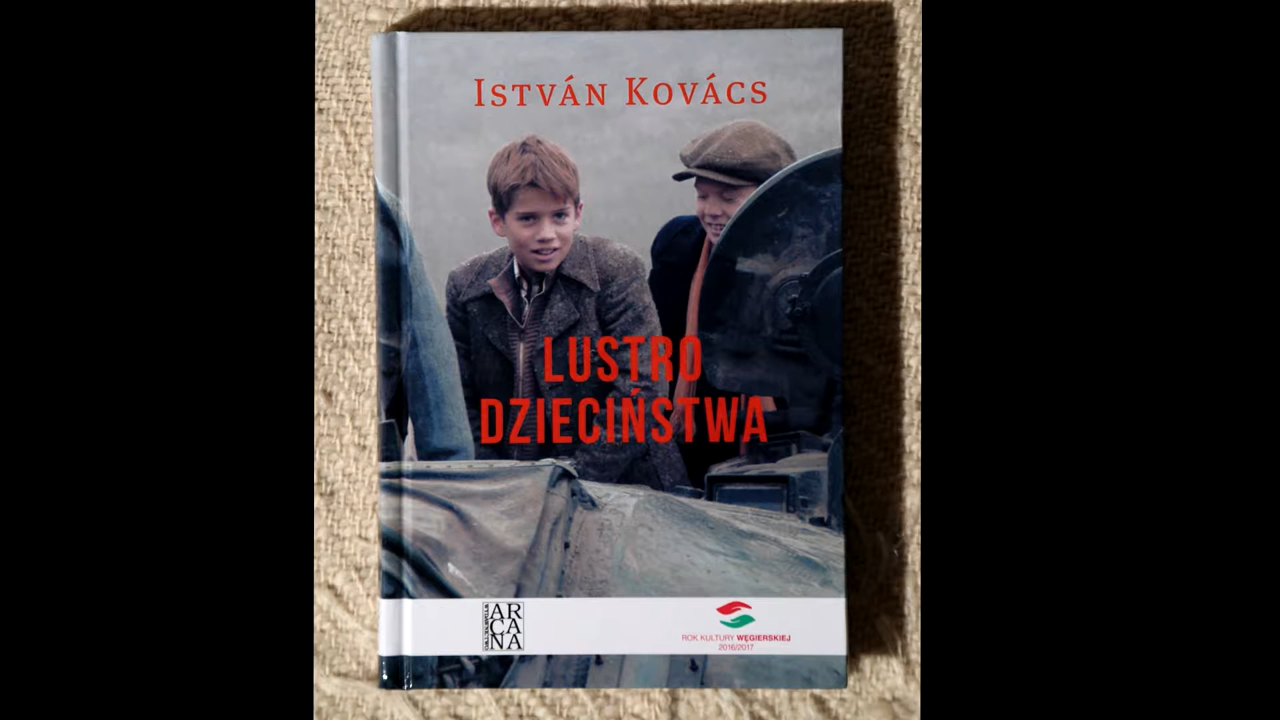 ISTVÁN KOVÁCS
LUSTRO
DZIECIŃSTWA
ARCANA
ROK KULTURY WĘGIERSKIEJ
2016/2017